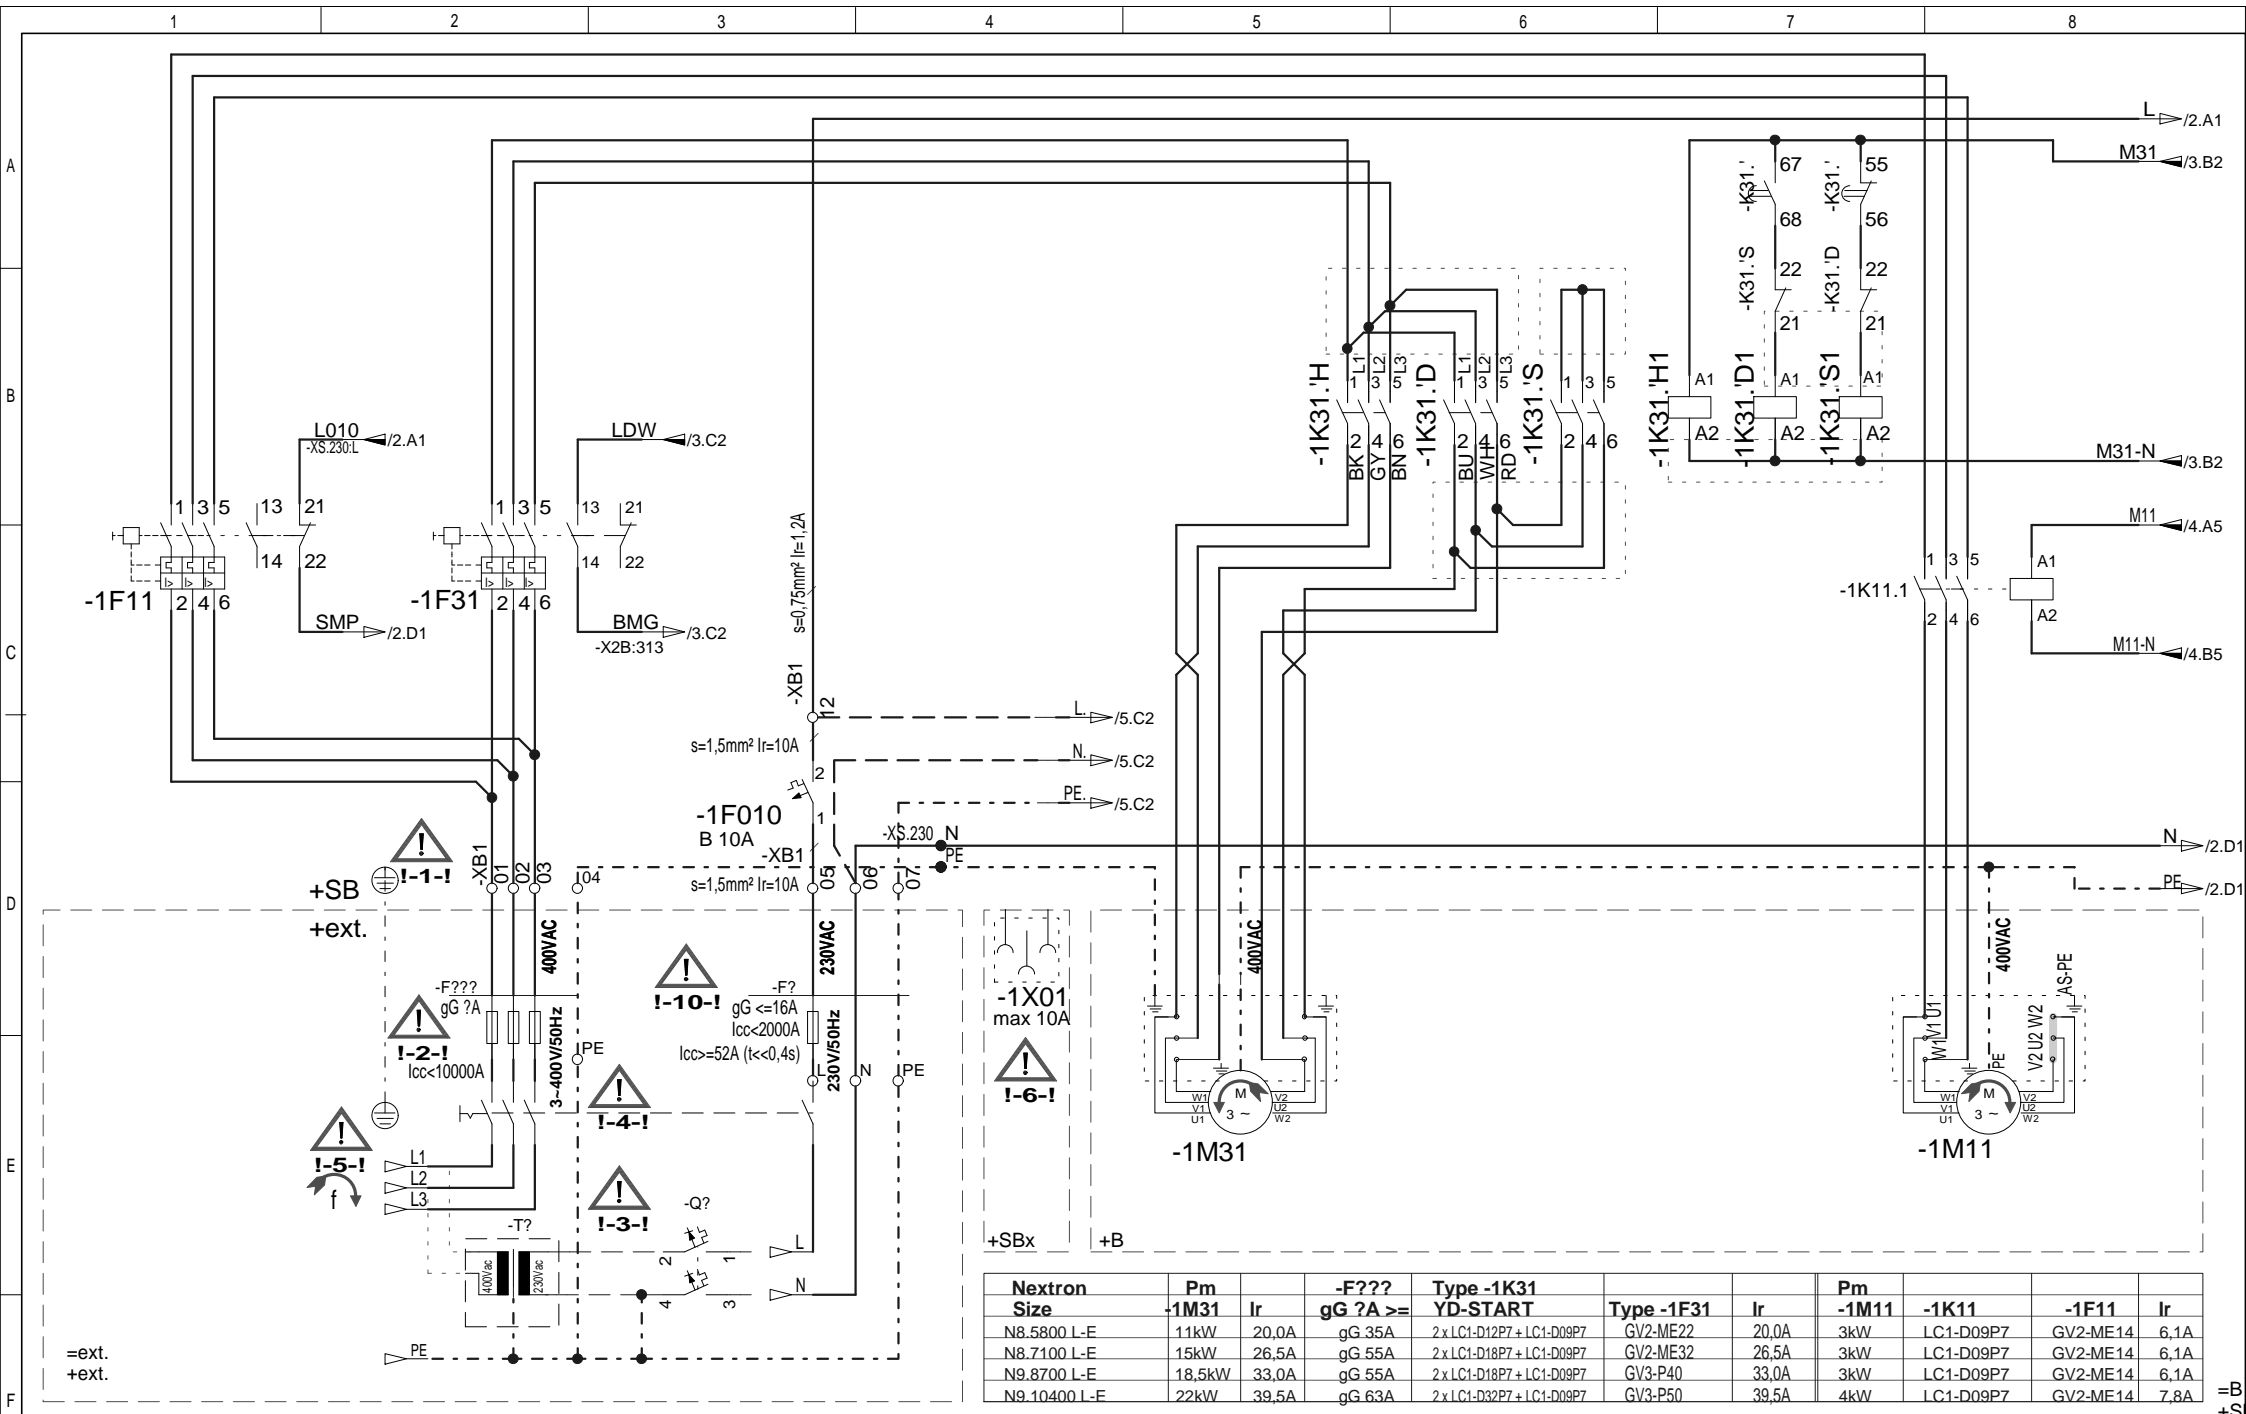 1 2 3 4 5 6 7 8
A
B
C
D
E
F
L /2.A1
M31 /3.B2
-K31.' 67
68
-K31.' 55
56
-K31.'S 22
21
-K31.'D 22
21
-1K31.'H
L1 L2 L3
1 3 5
2 4 6
BK GY BN
-1K31.'D
L1 L2 L3
1 3 5
2 4 6
BU WH RD
-1K31.'S
1 3 5
2 4 6
-1K31.'H1 A1
A2
-1K31.'D1 A1
A2
-1K31.'S1 A1
A2
M31-N /3.B2
M11 /4.A5
M11-N /4.B5
-1K11.1
1 3 5
2 4 6
A1
A2
L010 /2.A1
-XS.230:L
1 3 5 13 21
14 22
-1F11
I> I> I>
2 4 6
SMP /2.D1
LDW /3.C2
1 3 5 13 21
14 22
-1F31
I> I> I>
2 4 6
BMG /3.C2
-X2B:313
s=0,75mm² Ir=1,2A
-XB1
12
L. /5.C2
s=1,5mm² Ir=10A
N. /5.C2
2
PE. /5.C2
-1F010
B 10A
1
-XB1
s=1,5mm² Ir=10A
05 06 07
-XS.230 N
PE
N /2.D1
PE /2.D1
!
!-1-!
+SB
+ext.
-XB1
01 02 03 04
400VAC
230VAC
-F???
gG ?A
!
!-2-!
Icc<10000A
3~400V/50Hz
PE
!
!-10-!
-F?
gG <=16A
Icc<2000A
Icc>=52A (t<<0,4s)
230V/50Hz
L N PE
!
!-4-!
!
!-5-!
f
L1
L2
L3
!
!-3-!
-T?
400Vac
230Vac
-Q?
2 1
4 3
L
N
PE
=ext.
+ext.
-1X01
max 10A
!
!-6-!
+SBx
+B
400VAC
W1
V1
U1
M
3 ~
V2
U2
W2
-1M31
400VAC
AS-PE
W1 V1 U1
PE
V2 U2 W2
W1
V1
U1
M
3 ~
V2
U2
W2
-1M11
Nextron Pm -F??? Type -1K31 Pm
Size -1M31 Ir gG ?A >= YD-START Type -1F31 Ir -1M11 -1K11 -1F11 Ir
N8.5800 L-E 11kW 20,0A gG 35A 2 x LC1-D12P7 + LC1-D09P7 GV2-ME22 20,0A 3kW LC1-D09P7 GV2-ME14 6,1A
N8.7100 L-E 15kW 26,5A gG 55A 2 x LC1-D18P7 + LC1-D09P7 GV2-ME32 26,5A 3kW LC1-D09P7 GV2-ME14 6,1A
N9.8700 L-E 18,5kW 33,0A gG 55A 2 x LC1-D18P7 + LC1-D09P7 GV3-P40 33,0A 3kW LC1-D09P7 GV2-ME14 6,1A
N9.10400 L-E 22kW 39,5A gG 63A 2 x LC1-D32P7 + LC1-D09P7 GV3-P50 39,5A 4kW LC1-D09P7 GV2-ME14 7,8A
=B